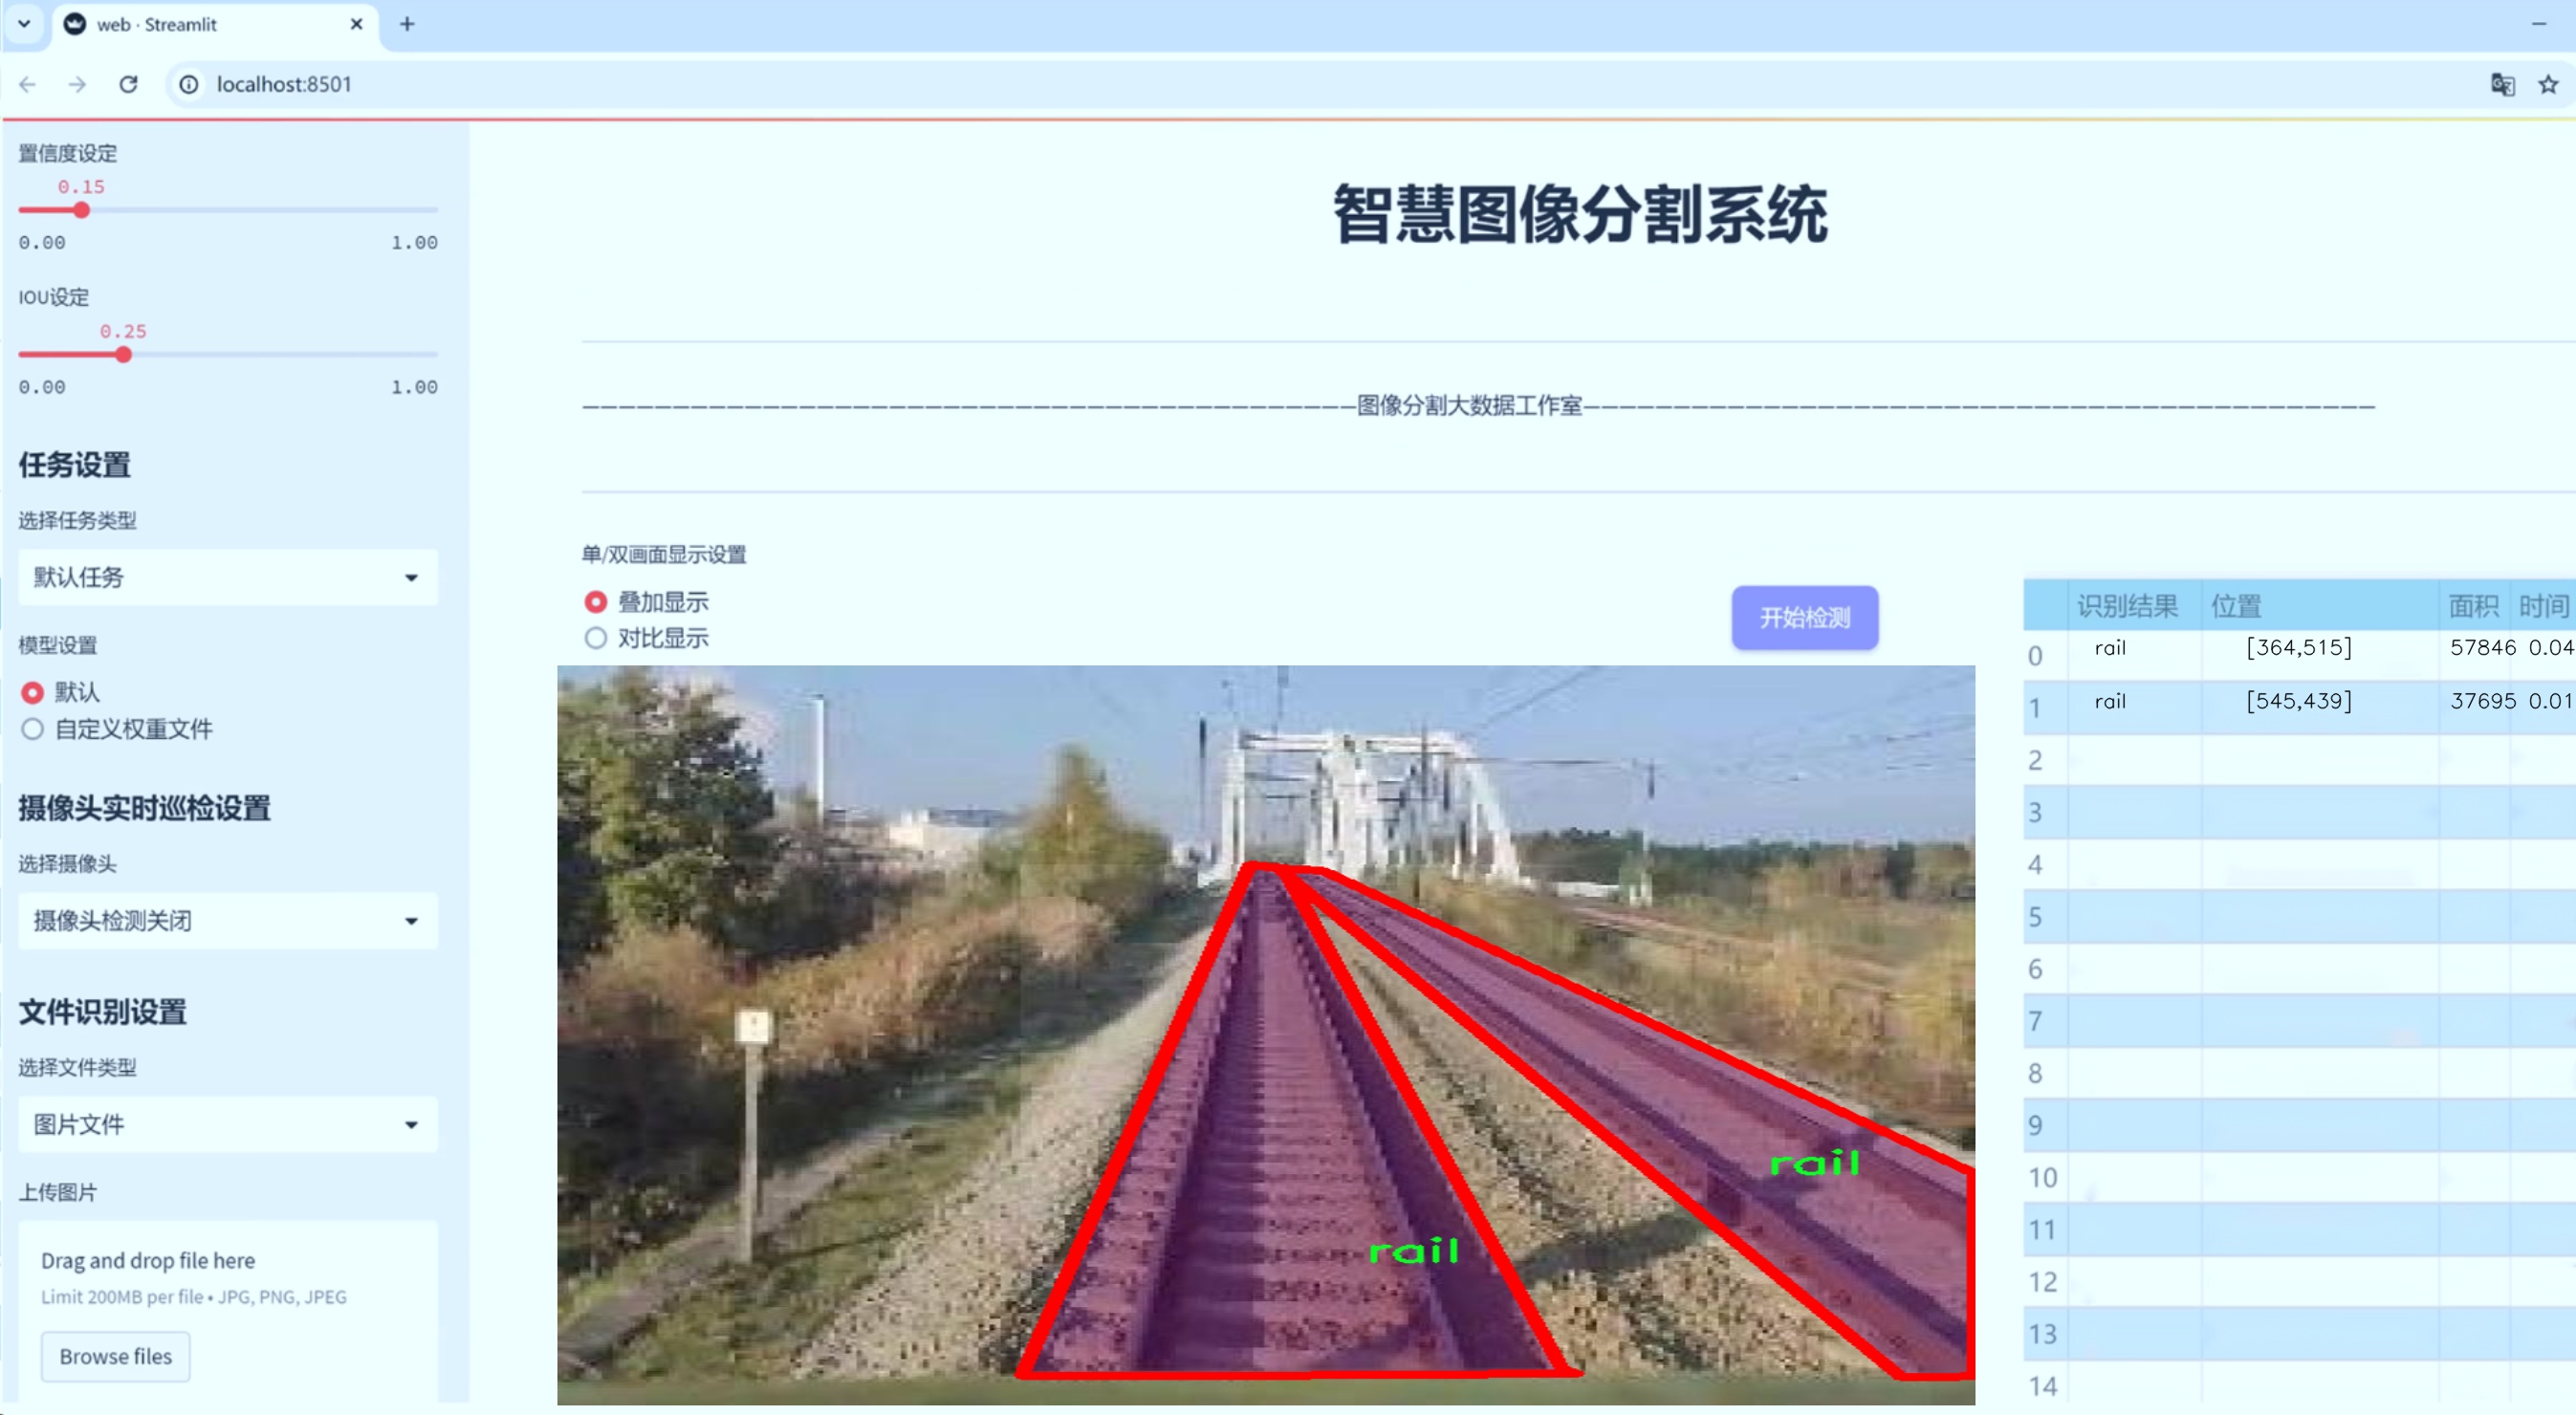 web · Streamlit
localhost:8501
置信度设定
0.15
0.00 1.00
IOU设定
0.25
0.00 1.00
任务设置
选择任务类型
默认任务
模型设置
默认
自定义权重文件
摄像头实时巡检设置
选择摄像头
摄像头检测关闭
文件识别设置
选择文件类型
图片文件
上传图片
Drag and drop file here
Limit 200MB per file • JPG, PNG, JPEG
Browse files
智慧图像分割系统
图像分割大数据工作室
单/双画面显示设置
叠加显示
对比显示
开始检测
rail
rail
识别结果 位置 面积 时间
0 rail [364,515] 57846 0.04
1 rail [545,439] 37695 0.01
2
3
4
5
6
7
8
9
10
11
12
13
14